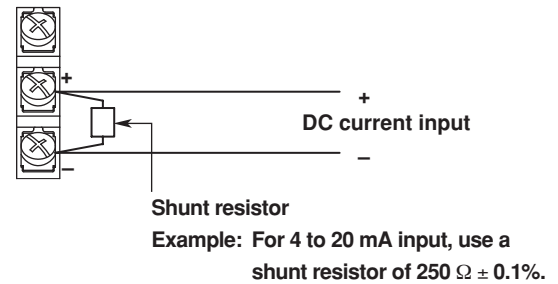 +
+
DC current input
–
–
Shunt resistor
Example: For 4 to 20 mA input, use a
shunt resistor of 250 Ω ± 0.1%.